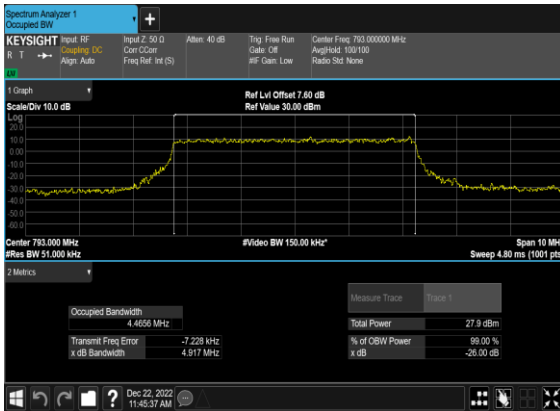 Spectrum Analyzer 1
Occupied BW
+
KEYSIGHT
R T
LW
Input: RF
Coupling: DC
Align: Auto
Input Z: 50 Ω
Corr CCorr
Freq Ref: Int (S)
Atten: 40 dB
Trig: Free Run
Gate: Off
#IF Gain: Low
Center Freq: 793.000000 MHz
Avg|Hold: 100/100
Radio Std: None
1 Graph
Scale/Div 10.0 dB
Ref Lvl Offset 7.60 dB
Ref Value 30.00 dBm
Log
20.0
10.0
0.00
-10.0
-20.0
-30.0
-40.0
-50.0
-60.0
Center 793.000 MHz
#Res BW 51.000 kHz
#Video BW 150.00 kHz*
Span 10 MH
Sweep 4.80 ms (1001 pts
2 Metrics
Measure Trace Trace 1
Occupied Bandwidth
4.4656 MHz
Total Power 27.9 dBm
Transmit Freq Error -7.228 kHz
% of OBW Power 99.00 %
x dB Bandwidth 4.917 MHz
x dB -26.00 dB
?
Dec 22, 2022
11:45:37 AM